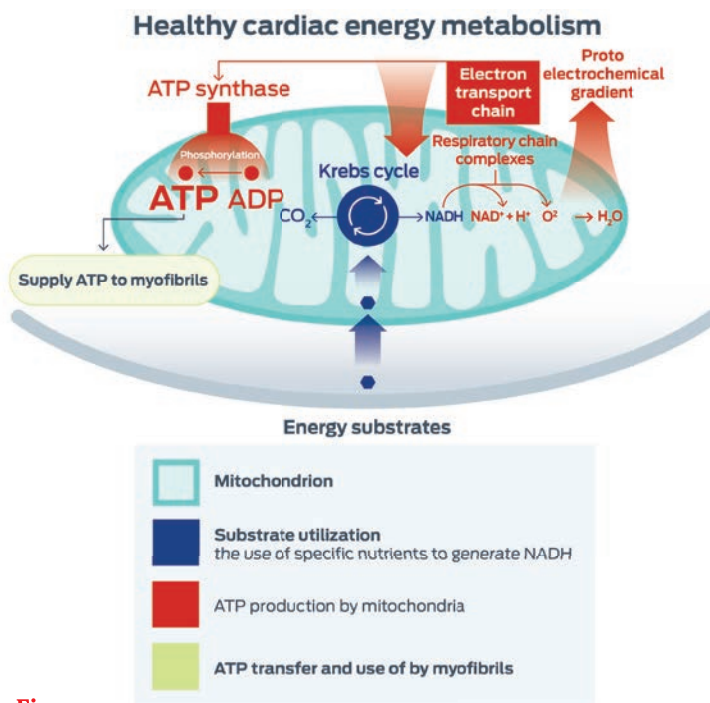 Healthy cardiac energy metabolism
Proto
electrochemical
gradient
Electron
transport
chain
ATP synthase
Respiratory chain
complexes
Phosphorylation
Krebs cycle
ATP ADP
CO₂
NADH
NAD⁺ + H⁺
O²
H₂O
Supply ATP to myofibrils
Energy substrates
Mitochondrion
Substrate utilization
the use of specific nutrients to generate NADH
ATP production by mitochondria
ATP transfer and use of by myofibrils